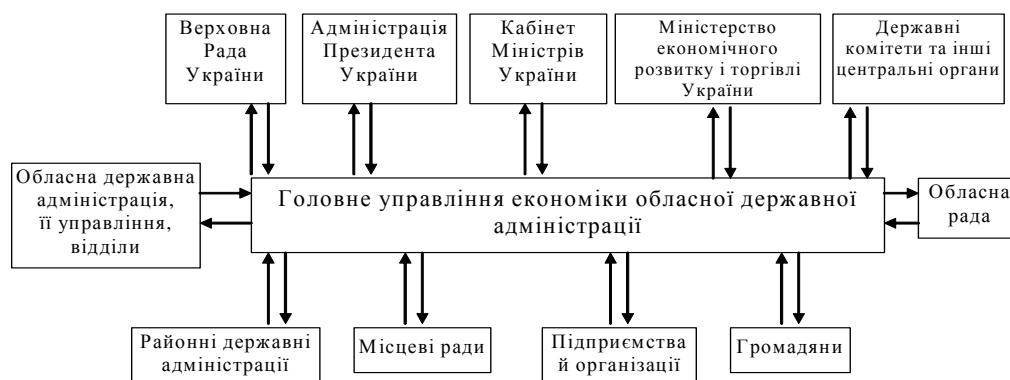 Верховна
Рада
України
Адміністрація
Президента
України
Кабінет
Міністрів
України
Міністерство
економічного
розвитку і торгівлі
України
Державні
комітети та інші
центральні органи
Обласна державна
адміністрація,
її управління,
відділи
Головне управління економіки обласної державної
адміністрації
Обласна
рада
Районні державні
адміністрації
Місцеві ради
Підприємства
й організації
Громадяни